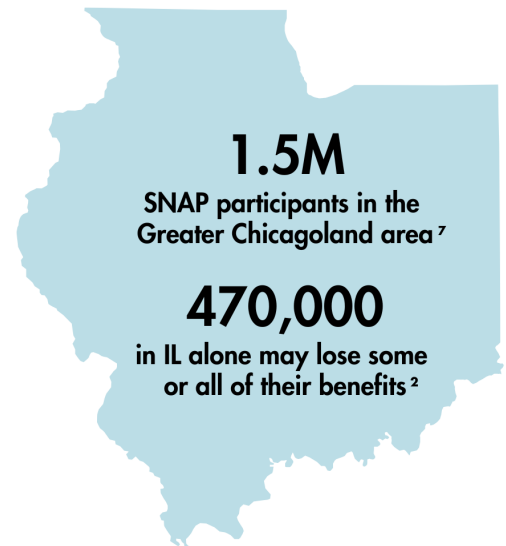 1.5M
SNAP participants in the
Greater Chicagoland area⁷
470,000
in IL alone may lose some
or all of their benefits²